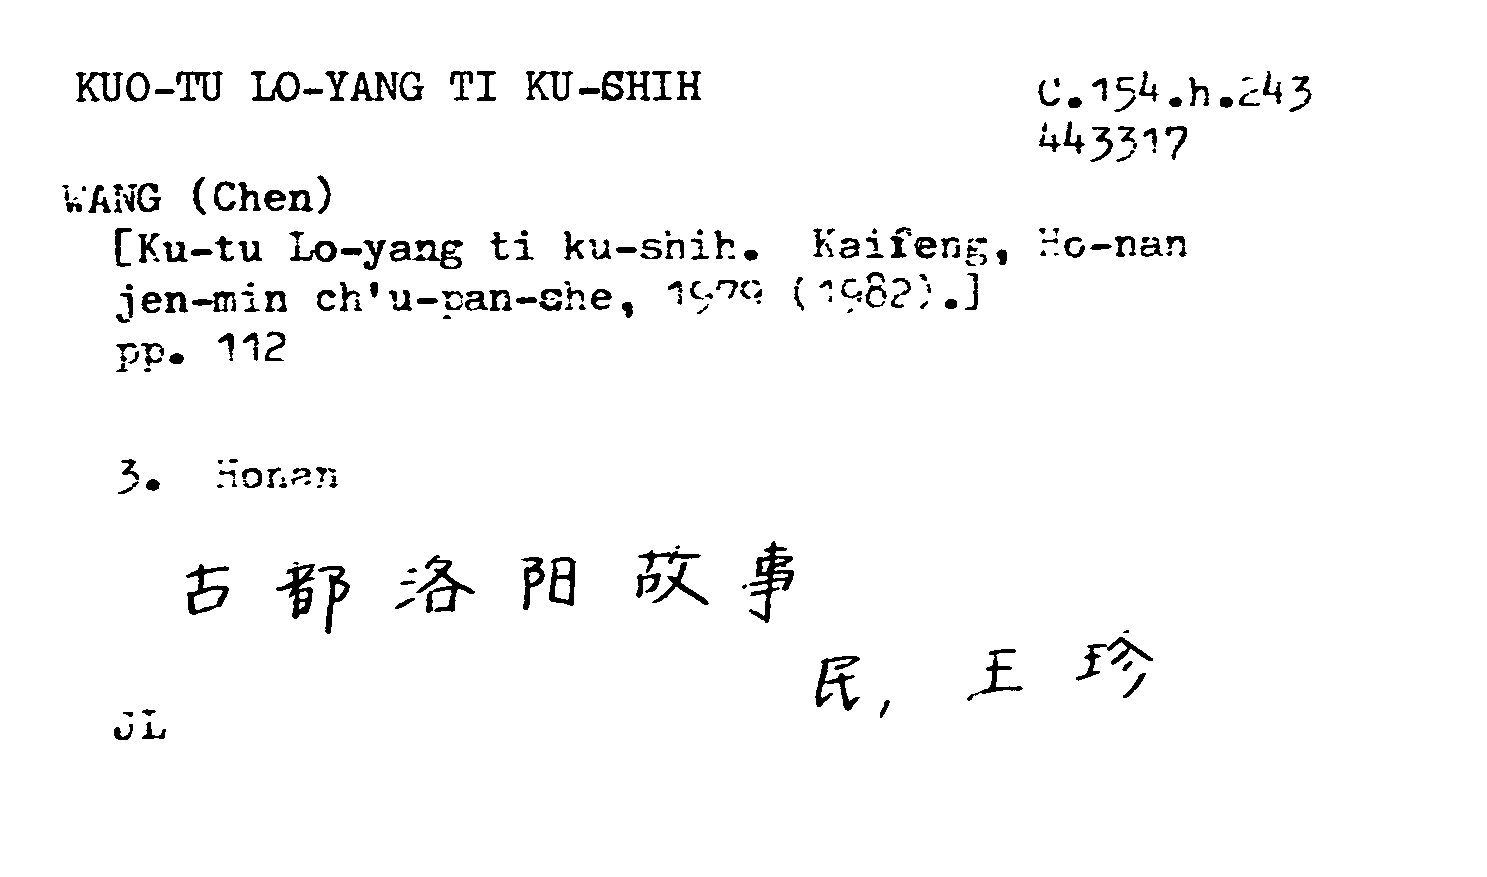 KUO-TU LO-YANG TI KU-SHIH
C.154.h.243
443317
WANG (Chen)
[Ku-tu Lo-yang ti ku-shih. Kaifeng, Ho-nan
jen-min ch'u-pan-she, 1979 (1982).]
pp. 112
3. Honan
古都洛阳故事
民, 王珍
JL